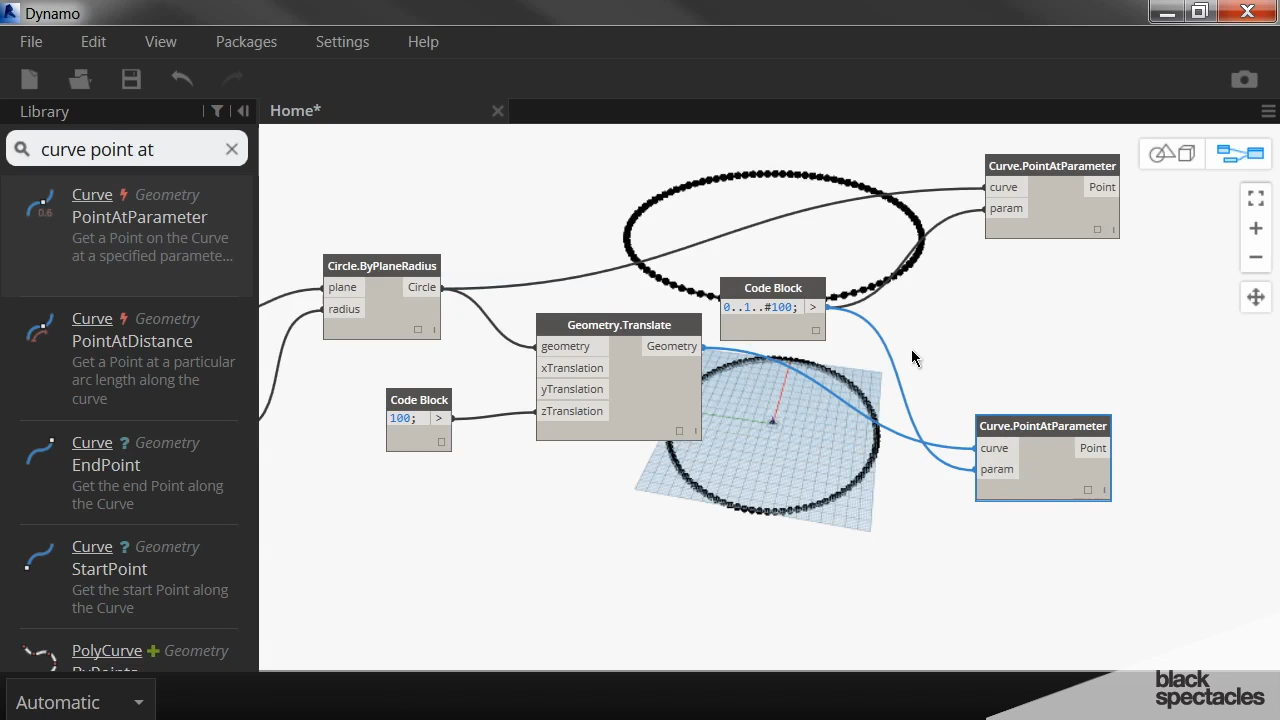 Dynamo
File Edit View Packages Settings Help
Library
Home*
curve point at
Curve Geometry
PointAtParameter
Get a Point on the Curve
at a specified paramete...
Curve Geometry
PointAtDistance
Get a Point at a particular
arc length along the
curve
Curve ? Geometry
EndPoint
Get the end Point along
the Curve
Curve ? Geometry
StartPoint
Get the start Point along
the Curve
PolyCurve Geometry
Automatic
Circle.ByPlaneRadius
plane Circle
radius
Code Block
100; >
Geometry.Translate
geometry Geometry
xTranslation
yTranslation
zTranslation
Code Block
0..1..#100; >
Curve.PointAtParameter
curve Point
param
Curve.PointAtParameter
curve Point
param
black
spectacles